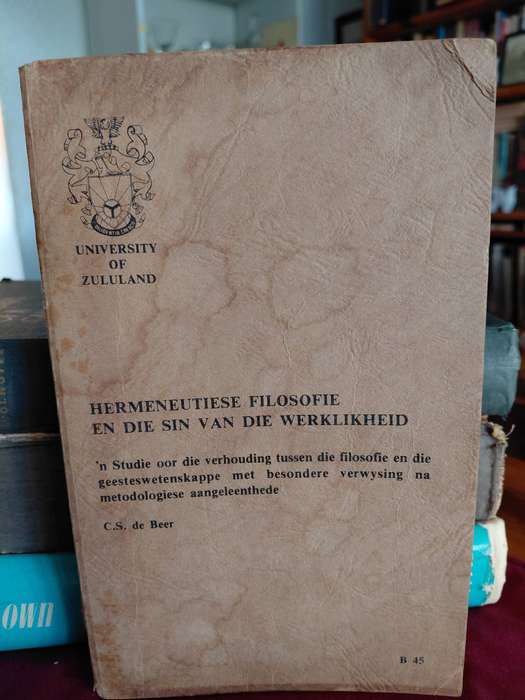 UNIVERSITY
OF
ZULULAND
HERMENEUTIESE FILOSOFIE
EN DIE SIN VAN DIE WERKLIKHEID
'n Studie oor die verhouding tussen die filosofie en die
geesteswetenskappe met besondere verwysing na
metodologiese aangeleenthede
C.S. de Beer
B 45
OWN